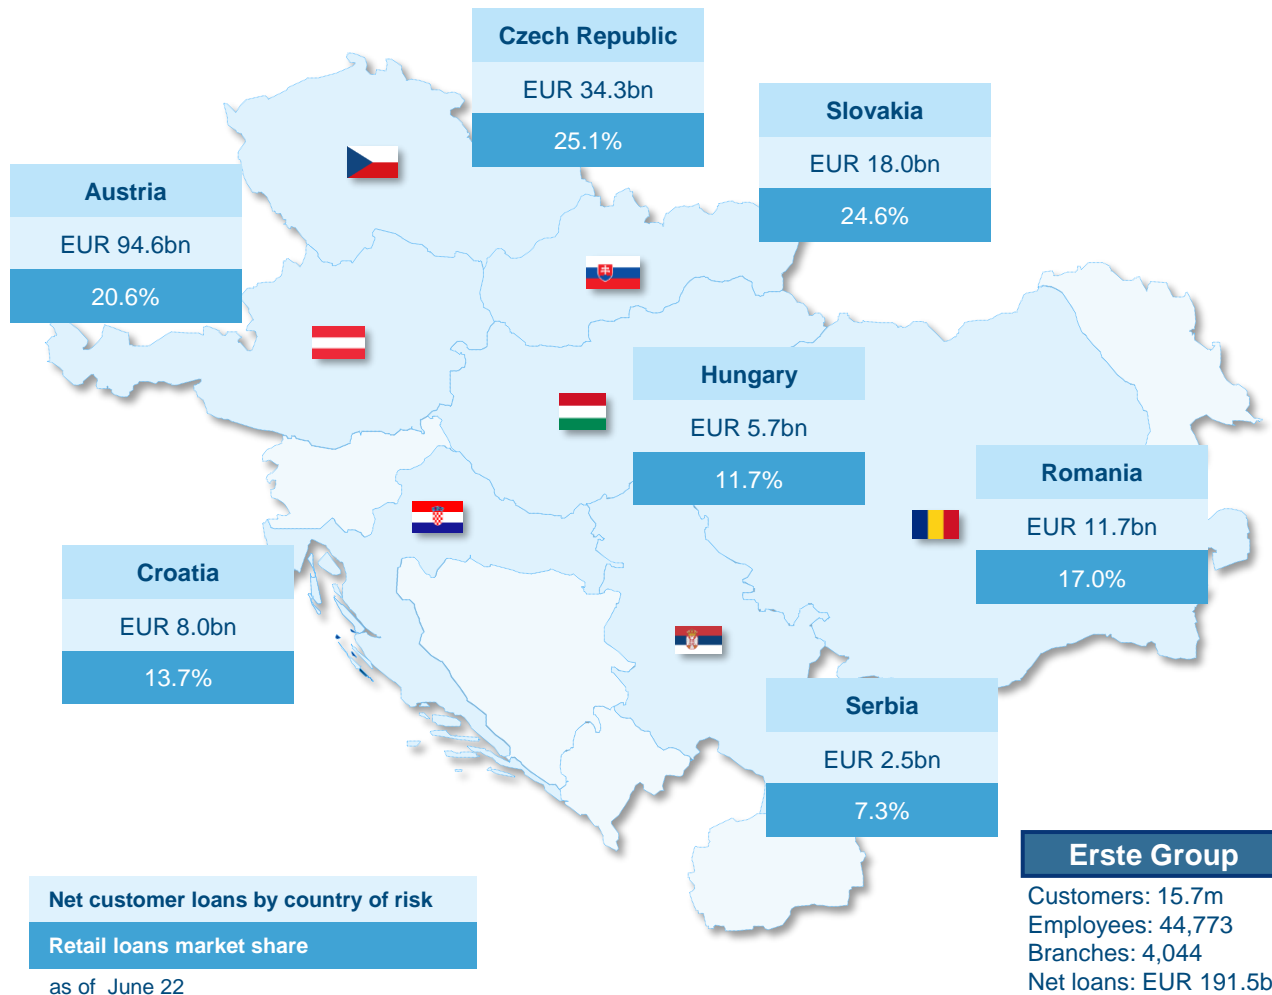 Czech Republic
EUR 34.3bn
25.1%
Slovakia
EUR 18.0bn
24.6%
Austria
EUR 94.6bn
20.6%
Hungary
EUR 5.7bn
11.7%
Romania
EUR 11.7bn
17.0%
Croatia
EUR 8.0bn
13.7%
Serbia
EUR 2.5bn
7.3%
Erste Group
Customers: 15.7m
Employees: 44,773
Branches: 4,044
Net loans: EUR 191.5b
Net customer loans by country of risk
Retail loans market share
as of June 22